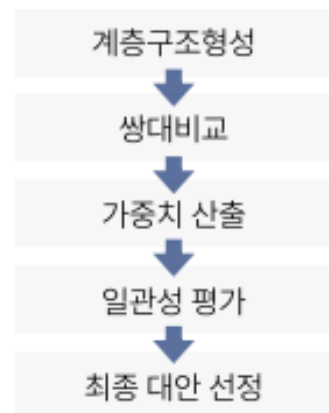 계층구조형성
쌍대비교
가중치 산출
일관성 평가
최종 대안 선정